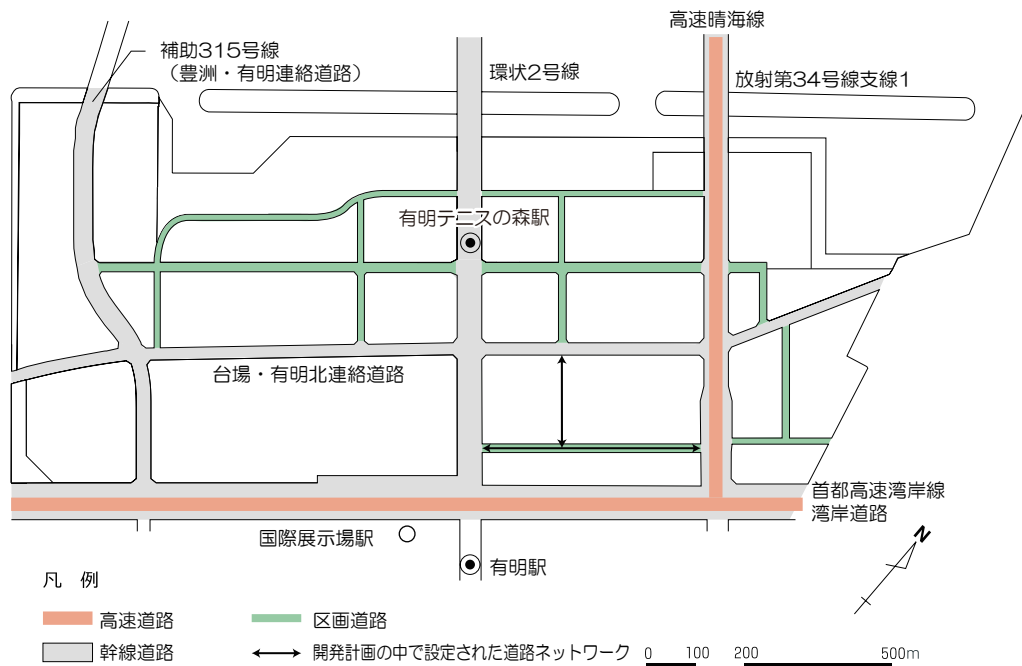 高速晴海線
補助315号線
（豊洲・有明連絡道路）
環状2号線
放射第34号線支線1
有明テニスの森駅
台場・有明北連絡道路
首都高速湾岸線
湾岸道路
国際展示場駅
有明駅
N
凡　例
高速道路
区画道路
幹線道路
開発計画の中で設定された道路ネットワーク
0 100 200 500m